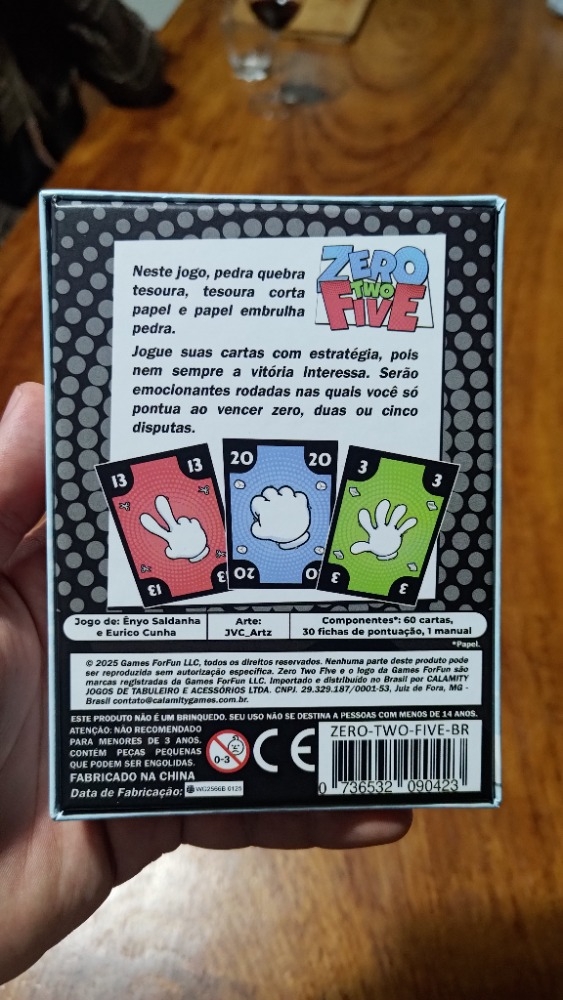 Neste jogo, pedra quebra
tesoura, tesoura corta
papel e papel embrulha
pedra.
ZERO
TWO
FIVE
Jogue suas cartas com estratégia, pois
nem sempre a vitória interessa. Serão
emocionantes rodadas nas quais você só
pontua ao vencer zero, duas ou cinco
disputas.
13 13
13
20 20
20
3 3
3 3
Jogo de: Ênyo Saldanha
e Eurico Cunha
Arte:
JVC_Artz
Componentes*: 60 cartas,
30 fichas de pontuação, 1 manual
*Papel.
© 2025 Games ForFun LLC, todos os direitos reservados. Nenhuma parte deste produto pode
ser reproduzida sem autorização específica. Zero Two Five e o logo da Games ForFun são
marcas registradas da Games ForFun LLC. Importado e distribuído no Brasil por CALAMITY
JOGOS DE TABULEIRO E ACESSÓRIOS LTDA. CNPJ. 29.329.187/0001-53, Juiz de Fora, MG -
Brasil contato@calamitygames.com.br.
ESTE PRODUTO NÃO É UM BRINQUEDO. SEU USO NÃO SE DESTINA A PESSOAS COM MENOS DE 14 ANOS.
ATENÇÃO: NÃO RECOMENDADO
PARA MENORES DE 3 ANOS.
CONTÉM PEÇAS PEQUENAS
QUE PODEM SER ENGOLIDAS.
FABRICADO NA CHINA
Data de Fabricação: WG2566B 0125
0-3
CE
ZERO-TWO-FIVE-BR
0 736532 090423